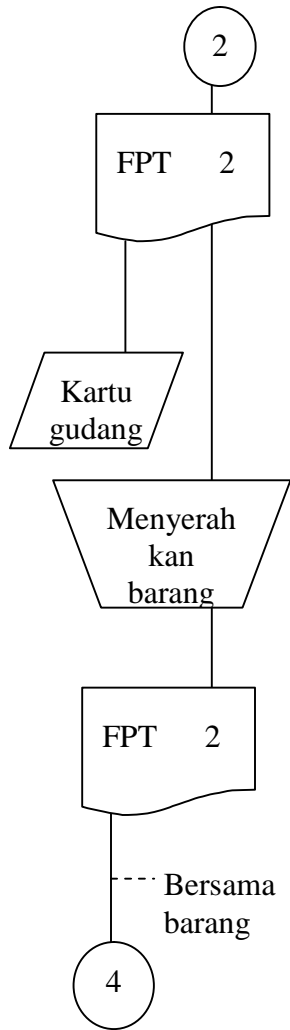 2
FPT 2
Kartu
gudang
Menyerah
kan
barang
FPT 2
Bersama
barang
4